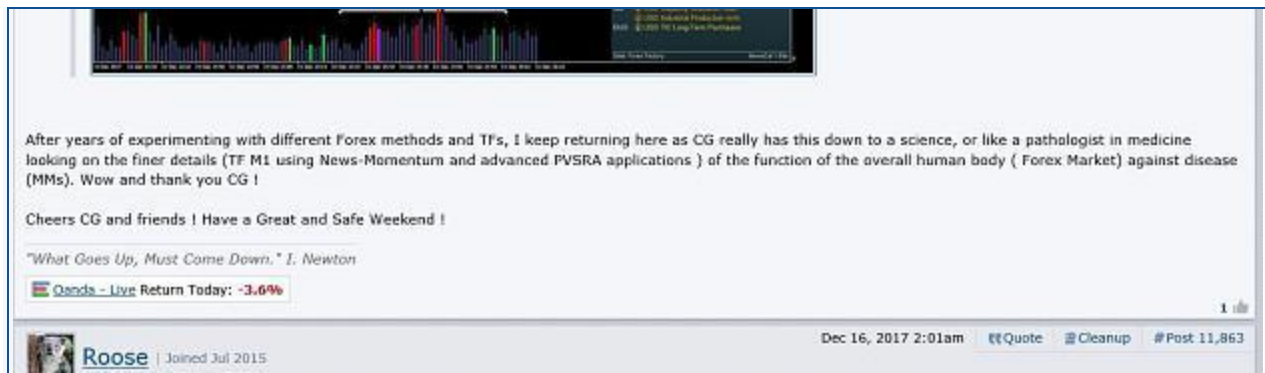 After years of experimenting with different Forex methods and TFs, I keep returning here as CG really has this down to a science, or like a pathologist in medicine
looking on the finer details (TF M1 using News-Momentum and advanced PVSRA applications ) of the function of the overall human body ( Forex Market) against disease
(MMs). Wow and thank you CG !
Cheers CG and friends ! Have a Great and Safe Weekend !
"What Goes Up, Must Come Down." I. Newton
Oanda - Live Return Today: -3.6%
1
Dec 16, 2017 2:01am Quote Cleanup #Post 11,863
Roose | Joined Jul 2015